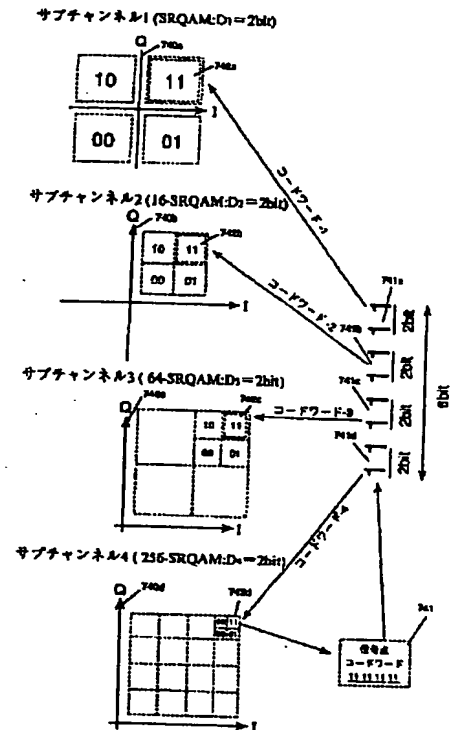 サブチャンネル1 (SRQAM:D1=2bit)
Q
740a
742a
10
11
I
00
01
サブチャンネル2 (16-SRQAM:D2=2bit)
Q
740b
742b
10
11
00
01
I
コードワード-1
コードワード-2
741a
2bit
741b
2bit
741c
2bit
741d
2bit
8bit
サブチャンネル3 ( 64-SRQAM:D3=2bit)
Q
740c
742c
10
11
00
01
I
コードワード-3
コードワード-4
サブチャンネル4 ( 256-SRQAM:D4=2bit)
Q
740d
742d
11
I
741
信号点
コードワード
11 11 11 11